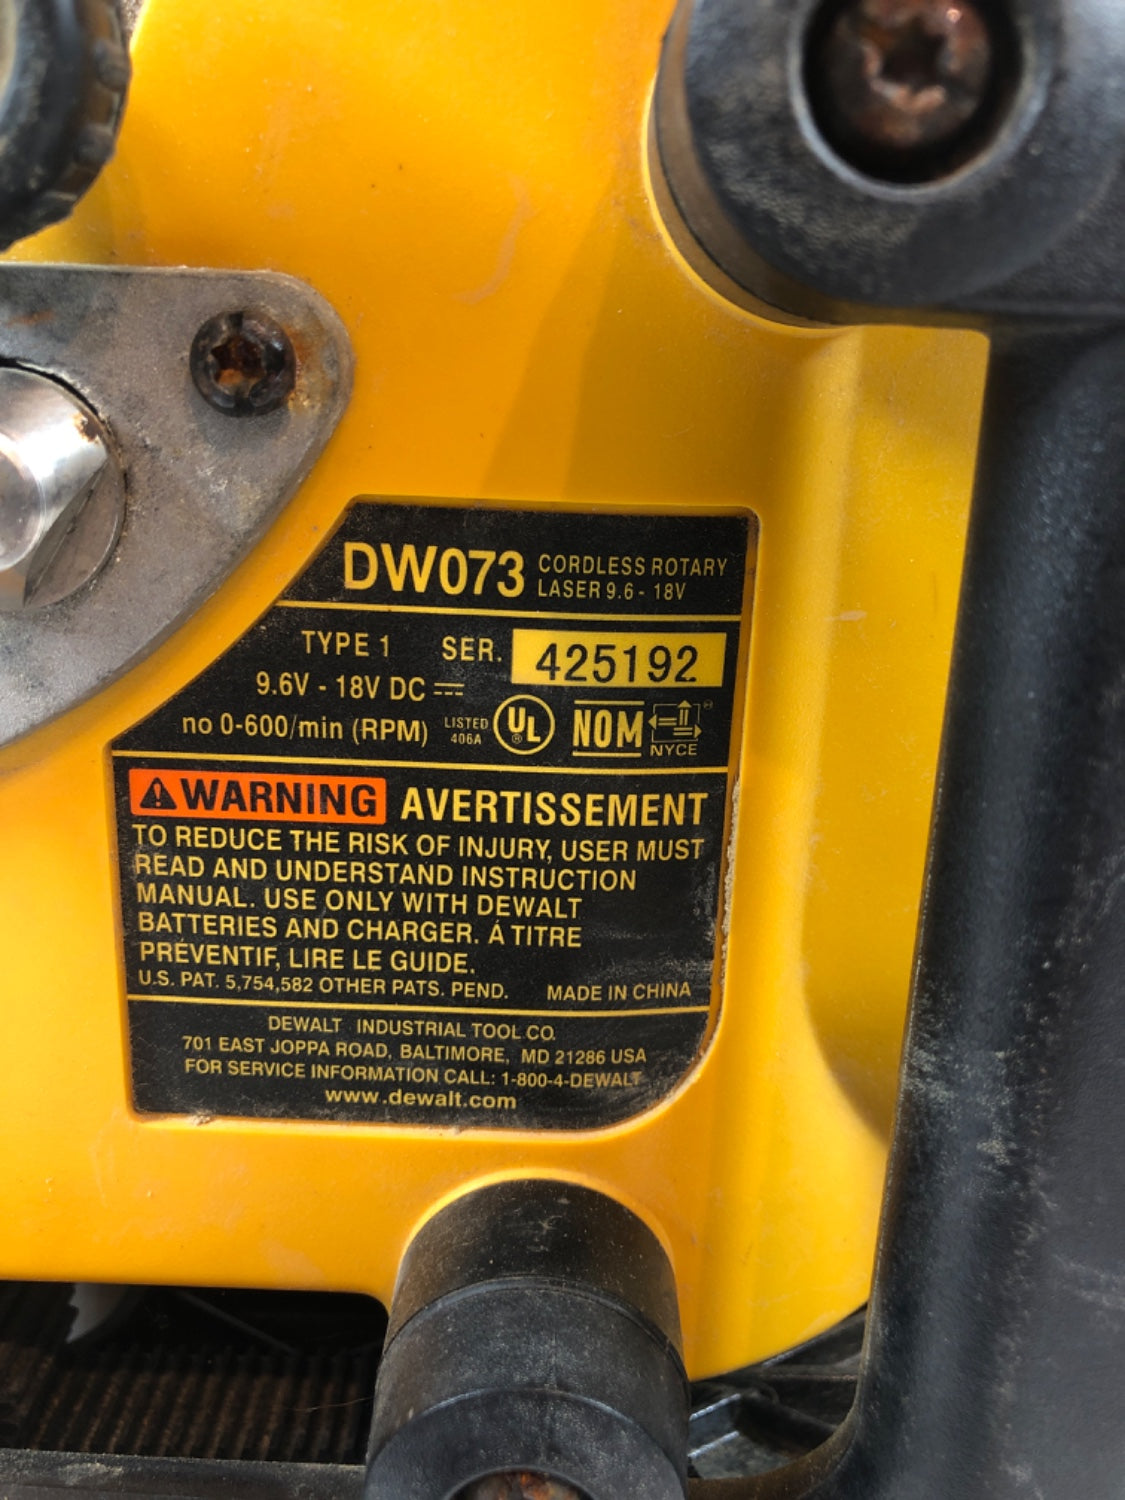 DW073 CORDLESS ROTARY
LASER 9.6 - 18V
TYPE 1 SER. 425192
9.6V - 18V DC
no 0-600/min (RPM) LISTED
406A UL ® NOM NYCE
WARNING AVERTISSEMENT
TO REDUCE THE RISK OF INJURY, USER MUST
READ AND UNDERSTAND INSTRUCTION
MANUAL. USE ONLY WITH DEWALT
BATTERIES AND CHARGER. Á TITRE
PRÉVENTIF, LIRE LE GUIDE.
U.S. PAT. 5,754,582 OTHER PATS. PEND. MADE IN CHINA
DEWALT INDUSTRIAL TOOL CO.
701 EAST JOPPA ROAD, BALTIMORE, MD 21286 USA
FOR SERVICE INFORMATION CALL: 1-800-4-DEWALT
www.dewalt.com